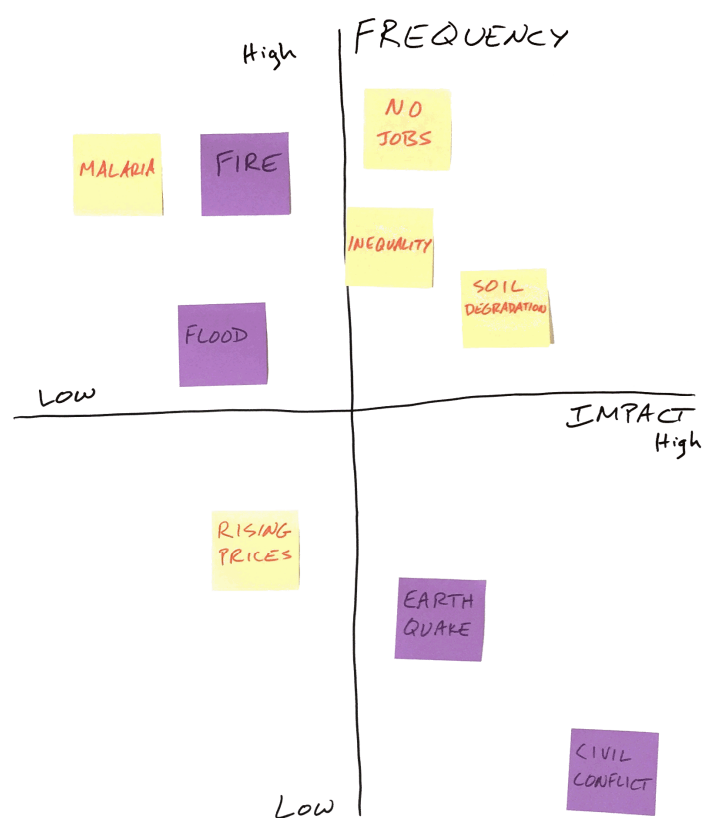 FREQUENCY
High
NO
JOBS
MALARIA
FIRE
INEQUALITY
SOIL
DEGRADATION
FLOOD
LOW
IMPACT
High
RISING
PRICES
EARTH
QUAKE
CIVIL
CONFLICT
LOW